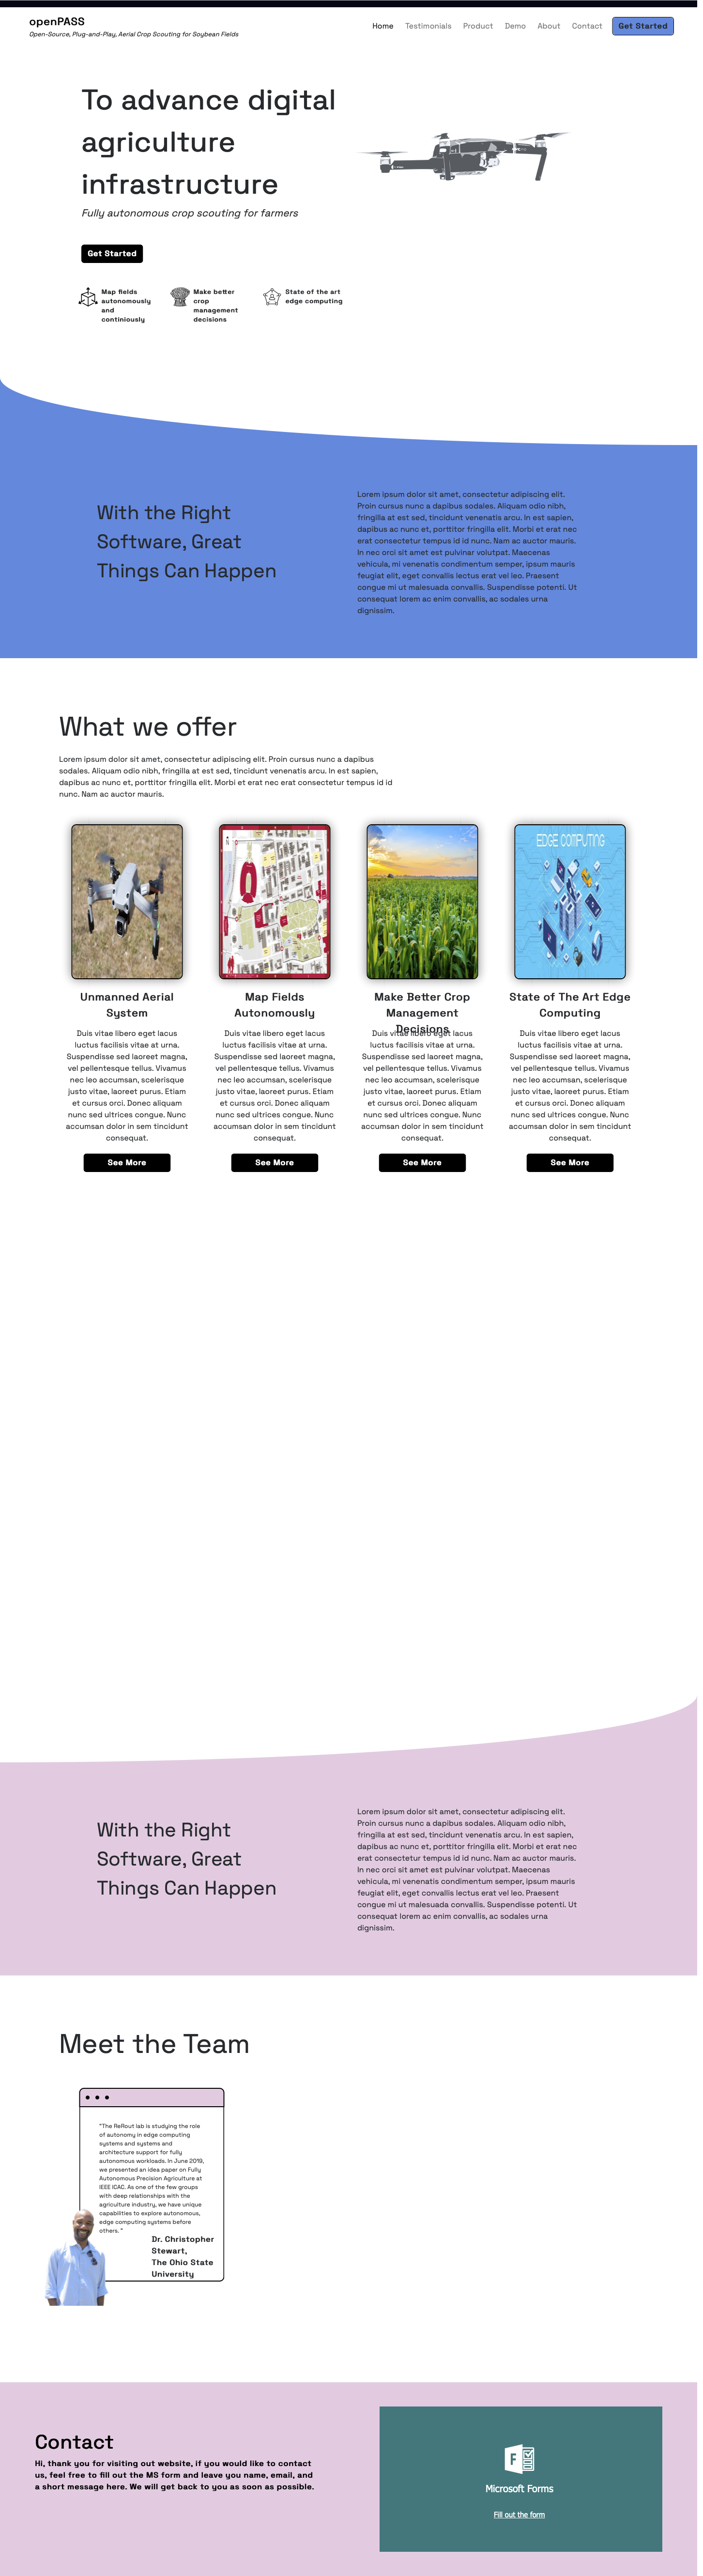 openPASS
Open-Source, Plug-and-Play, Aerial Crop Scouting for Soybean Fields
Home Testimonials Product Demo About Contact Get Started
To advance digital
agriculture
infrastructure
Fully autonomous crop scouting for farmers
Get Started
Map fields
autonomously
and
continiously
Make better
crop
management
decisions
State of the art
edge computing
With the Right
Software, Great
Things Can Happen
Lorem ipsum dolor sit amet, consectetur adipiscing elit.
Proin cursus nunc a dapibus sodales. Aliquam odio nibh,
fringilla at est sed, tincidunt venenatis arcu. In est sapien,
dapibus ac nunc et, porttitor fringilla elit. Morbi et erat nec
erat consectetur tempus id id nunc. Nam ac auctor mauris.
In nec orci sit amet est pulvinar volutpat. Maecenas
vehicula, mi venenatis condimentum semper, ipsum mauris
feugiat elit, eget convallis lectus erat vel leo. Praesent
congue mi ut malesuada convallis. Suspendisse potenti. Ut
consequat lorem ac enim convallis, ac sodales urna
dignissim.
What we offer
Lorem ipsum dolor sit amet, consectetur adipiscing elit. Proin cursus nunc a dapibus
sodales. Aliquam odio nibh, fringilla at est sed, tincidunt venenatis arcu. In est sapien,
dapibus ac nunc et, porttitor fringilla elit. Morbi et erat nec erat consectetur tempus id id
nunc. Nam ac auctor mauris.
N
EDGE COMPUTING
Unmanned Aerial
System
Duis vitae libero eget lacus
luctus facilisis vitae at urna.
Suspendisse sed laoreet magna,
vel pellentesque tellus. Vivamus
nec leo accumsan, scelerisque
justo vitae, laoreet purus. Etiam
et cursus orci. Donec aliquam
nunc sed ultrices congue. Nunc
accumsan dolor in sem tincidunt
consequat.
See More
Map Fields
Autonomously
Duis vitae libero eget lacus
luctus facilisis vitae at urna.
Suspendisse sed laoreet magna,
vel pellentesque tellus. Vivamus
nec leo accumsan, scelerisque
justo vitae, laoreet purus. Etiam
et cursus orci. Donec aliquam
nunc sed ultrices congue. Nunc
accumsan dolor in sem tincidunt
consequat.
See More
Make Better Crop
Management
Decisions
Duis vitae libero eget lacus
luctus facilisis vitae at urna.
Suspendisse sed laoreet magna,
vel pellentesque tellus. Vivamus
nec leo accumsan, scelerisque
justo vitae, laoreet purus. Etiam
et cursus orci. Donec aliquam
nunc sed ultrices congue. Nunc
accumsan dolor in sem tincidunt
consequat.
See More
State of The Art Edge
Computing
Duis vitae libero eget lacus
luctus facilisis vitae at urna.
Suspendisse sed laoreet magna,
vel pellentesque tellus. Vivamus
nec leo accumsan, scelerisque
justo vitae, laoreet purus. Etiam
et cursus orci. Donec aliquam
nunc sed ultrices congue. Nunc
accumsan dolor in sem tincidunt
consequat.
See More
With the Right
Software, Great
Things Can Happen
Lorem ipsum dolor sit amet, consectetur adipiscing elit.
Proin cursus nunc a dapibus sodales. Aliquam odio nibh,
fringilla at est sed, tincidunt venenatis arcu. In est sapien,
dapibus ac nunc et, porttitor fringilla elit. Morbi et erat nec
erat consectetur tempus id id nunc. Nam ac auctor mauris.
In nec orci sit amet est pulvinar volutpat. Maecenas
vehicula, mi venenatis condimentum semper, ipsum mauris
feugiat elit, eget convallis lectus erat vel leo. Praesent
congue mi ut malesuada convallis. Suspendisse potenti. Ut
consequat lorem ac enim convallis, ac sodales urna
dignissim.
Meet the Team
"The ReRout lab is studying the role
of autonomy in edge computing
systems and systems and
architecture support for fully
autonomous workloads. In June 2019,
we presented an idea paper on Fully
Autonomous Precision Agriculture at
IEEE ICAC. As one of the few groups
with deep relationships with the
agriculture industry, we have unique
capabilities to explore autonomous,
edge computing systems before
others. "
Dr. Christopher
Stewart,
The Ohio State
University
Contact
Hi, thank you for visiting out website, if you would like to contact
us, feel free to fill out the MS form and leave you name, email, and
a short message here. We will get back to you as soon as possible.
F
Microsoft Forms
Fill out the form